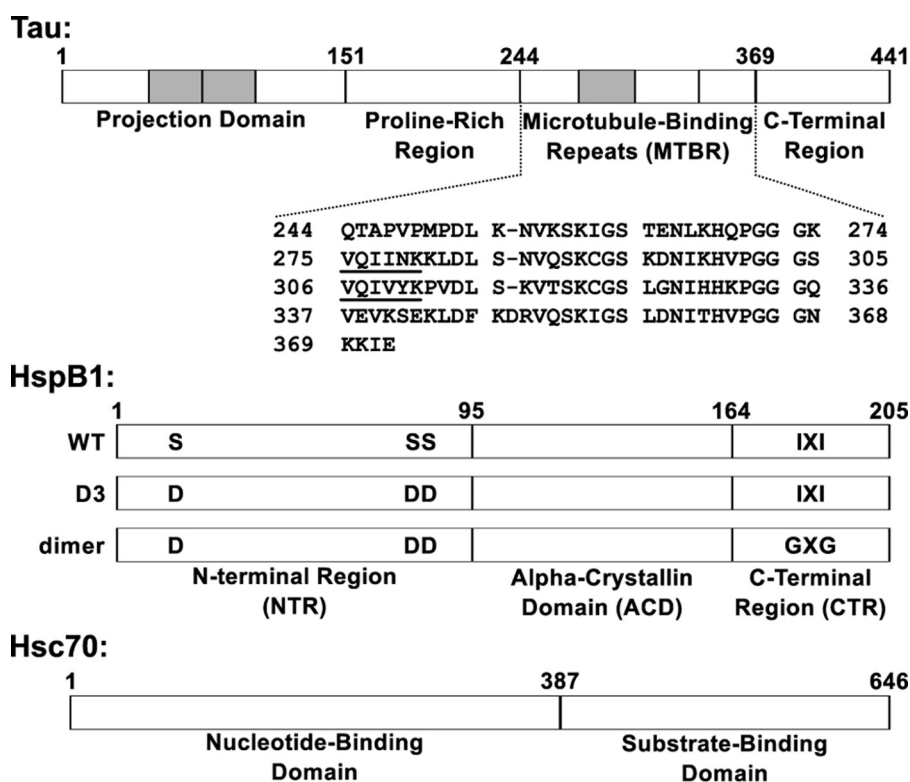 Tau:
1 151 244 369 441
Projection Domain Proline-Rich Region Microtubule-Binding Repeats (MTBR) C-Terminal Region
244 QTAPVPMPDL K-NVKSKIGS TENLKHQPGG GK 274
275 VQIINKKLDL S-NVQSKCGS KDNIKHVPGG GS 305
306 VQIVYKPVDL S-KVTSKCGS LGNIHHKPGG GQ 336
337 VEVKSEKLDF KDRVQSKIGS LDNITHVPGG GN 368
369 KKIE
HspB1:
1 95 164 205
WT S SS IXI
D3 D DD IXI
dimer D DD GXG
N-terminal Region (NTR) Alpha-Crystallin Domain (ACD) C-Terminal Region (CTR)
Hsc70:
1 387 646
Nucleotide-Binding Domain Substrate-Binding Domain